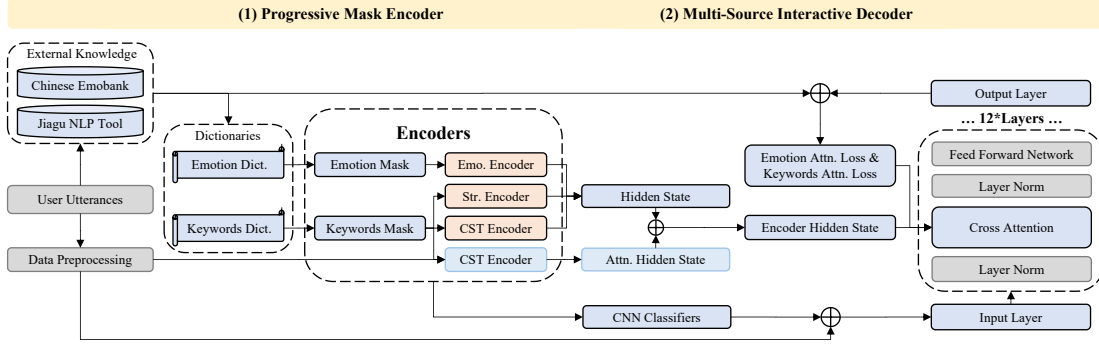 (1) Progressive Mask Encoder
(2) Multi-Source Interactive Decoder
External Knowledge
Chinese Emobank
Jiagu NLP Tool
User Utterances
Data Preprocessing
Dictionaries
Emotion Dict.
Keywords Dict.
Encoders
Emotion Mask
Keywords Mask
Emo. Encoder
Str. Encoder
CST Encoder
CST Encoder
Hidden State
Attn. Hidden State
CNN Classifiers
Emotion Attn. Loss &
Keywords Attn. Loss
Encoder Hidden State
Output Layer
... 12*Layers ...
Feed Forward Network
Layer Norm
Cross Attention
Layer Norm
Input Layer